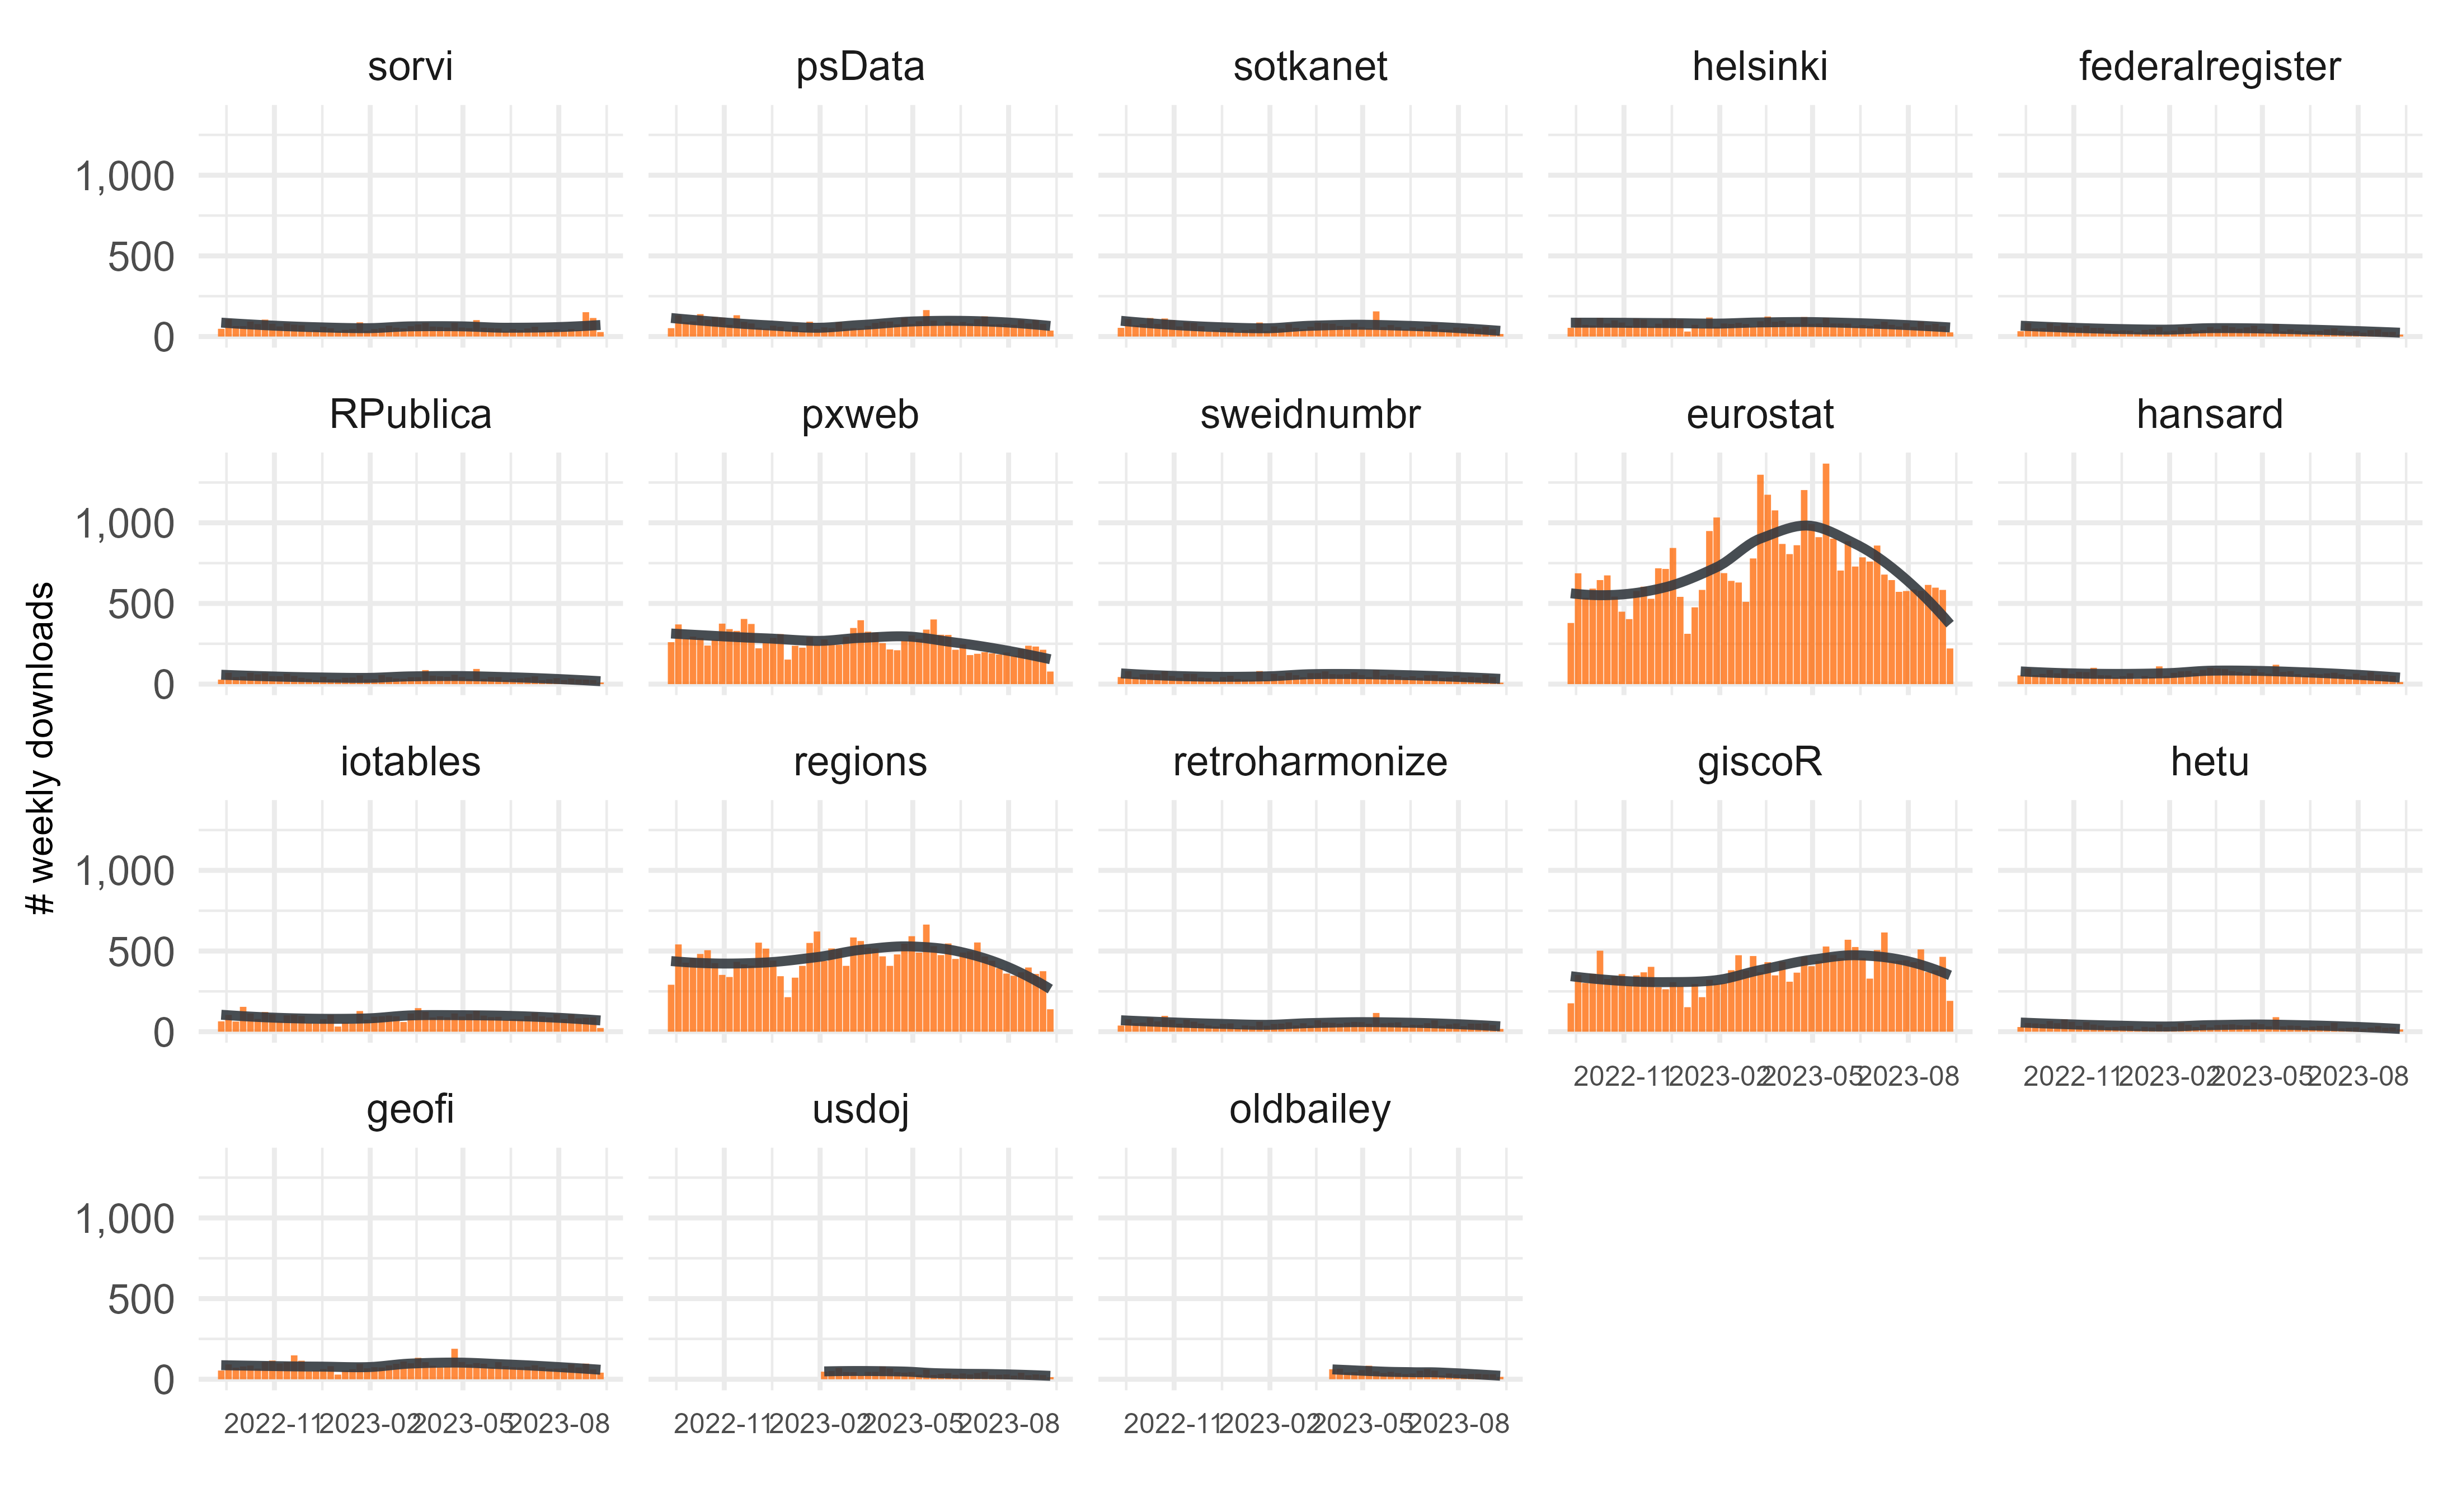 sorvi psData sotkanet helsinki federalregister
1,000
500
0
RPublica pxweb sweidnumbr eurostat hansard
1,000
500
0
# weekly downloads
iotables regions retroharmonize giscoR hetu
1,000
500
0
2022-11 2023-02 2023-05 2023-08 2022-11 2023-02 2023-05 2023-08
geofi usdoj oldbailey
1,000
500
0
2022-11 2023-02 2023-05 2023-08 2022-11 2023-02 2023-05 2023-08 2022-11 2023-02 2023-05 2023-08